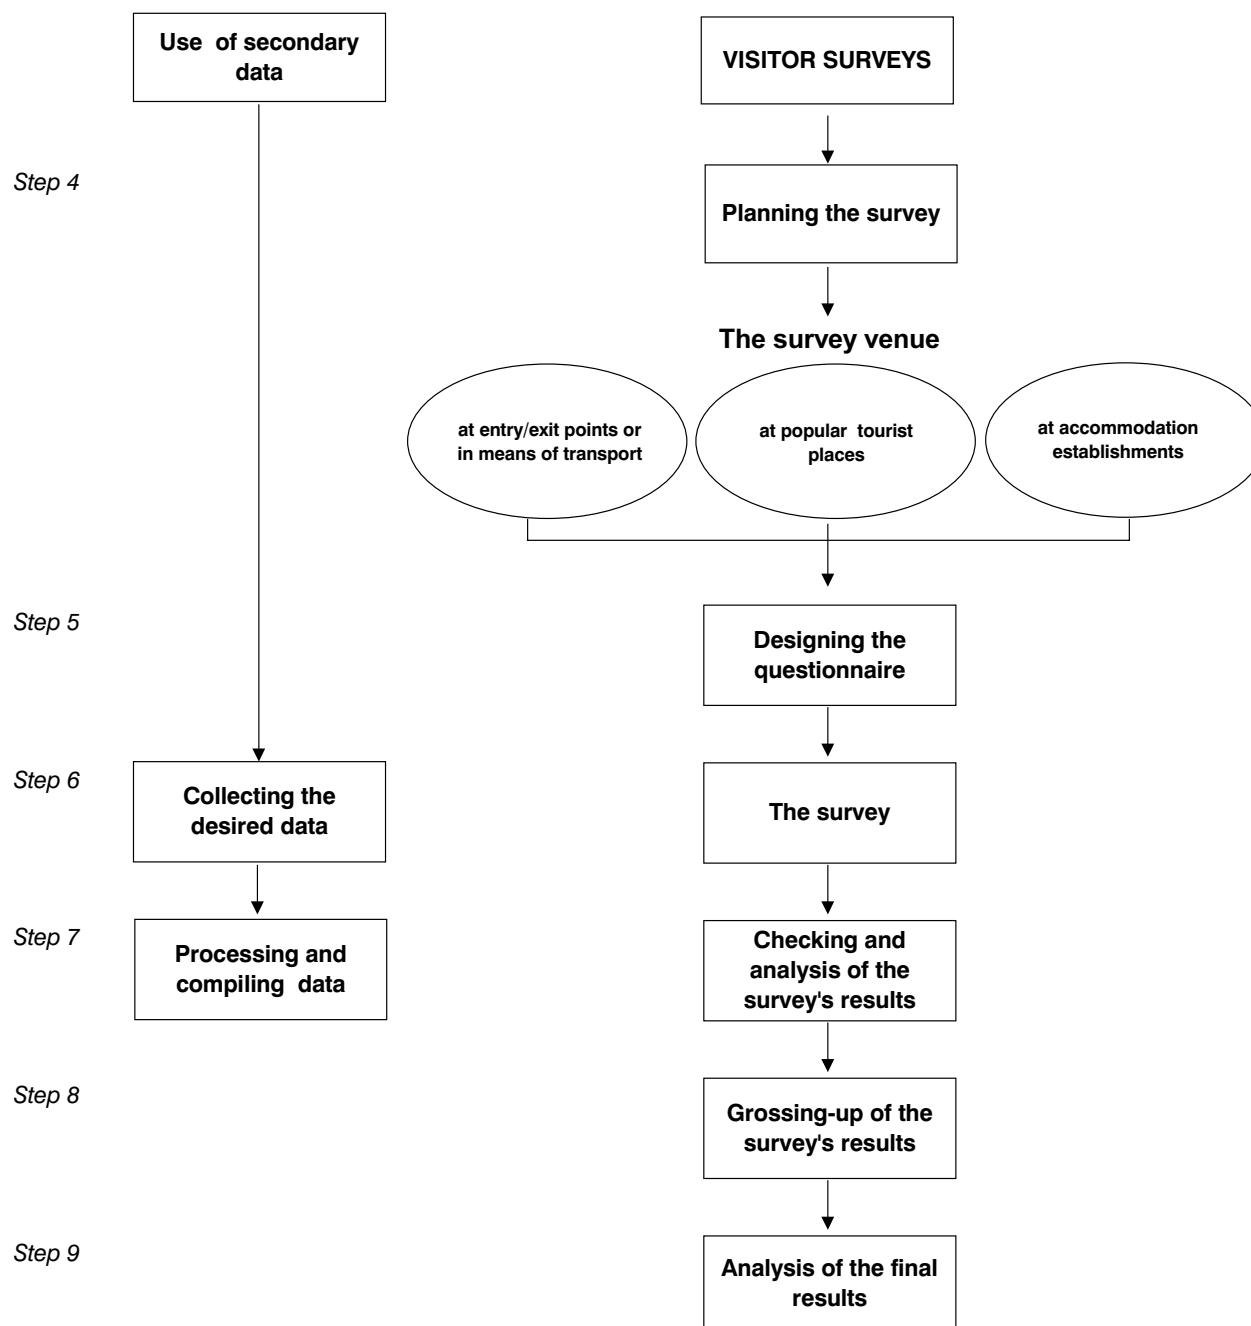 Use of secondary
data
VISITOR SURVEYS
Step 4
Planning the survey
The survey venue
at entry/exit points or
in means of transport
at popular tourist
places
at accommodation
establishments
Step 5
Designing the
questionnaire
Step 6
Collecting the
desired data
The survey
Step 7
Processing and
compiling data
Checking and
analysis of the
survey's results
Step 8
Grossing-up of the
survey's results
Step 9
Analysis of the final
results